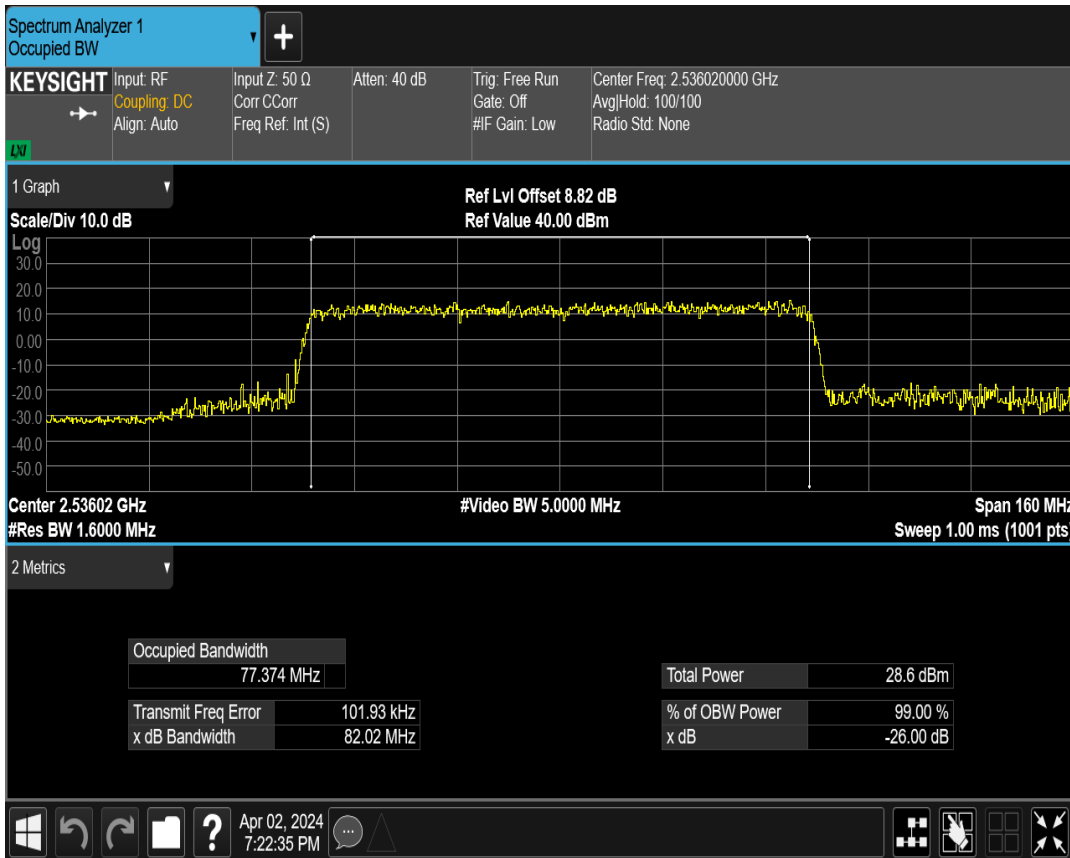 Spectrum Analyzer 1
Occupied BW
+
KEYSIGHT
LXI
Input: RF
Coupling: DC
Align: Auto
Input Z: 50 Ω
Corr CCorr
Freq Ref: Int (S)
Atten: 40 dB
Trig: Free Run
Gate: Off
#IF Gain: Low
Center Freq: 2.536020000 GHz
Avg|Hold: 100/100
Radio Std: None
1 Graph
Scale/Div 10.0 dB
Ref Lvl Offset 8.82 dB
Ref Value 40.00 dBm
Log
30.0
20.0
10.0
0.00
-10.0
-20.0
-30.0
-40.0
-50.0
Center 2.53602 GHz
#Video BW 5.0000 MHz
Span 160 MHz
#Res BW 1.6000 MHz
Sweep 1.00 ms (1001 pts)
2 Metrics
Occupied Bandwidth
77.374 MHz
Total Power 28.6 dBm
Transmit Freq Error 101.93 kHz
% of OBW Power 99.00 %
x dB Bandwidth 82.02 MHz
x dB -26.00 dB
?
Apr 02, 2024
7:22:35 PM